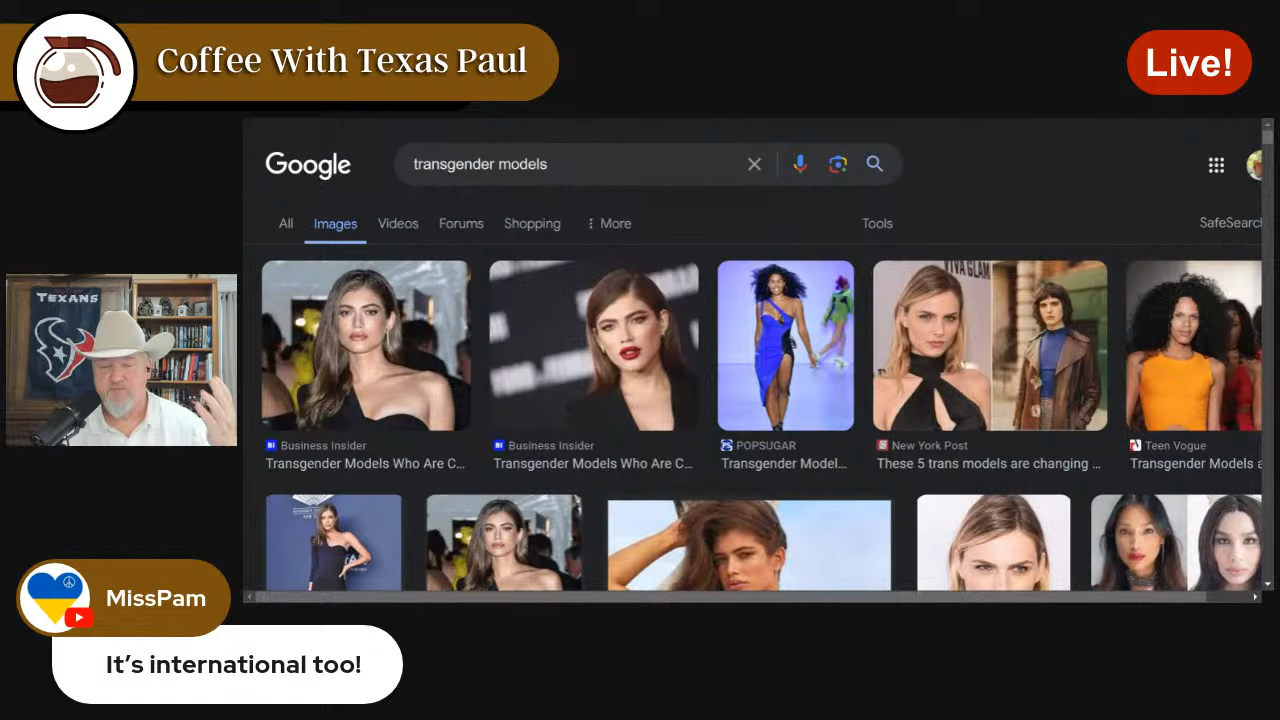 Coffee With Texas Paul
Live!
Google
transgender models
All Images Videos Forums Shopping More Tools SafeSearch
TEXANS
VIVA GLAM
Business Insider
Transgender Models Who Are C...
Business Insider
Transgender Models Who Are C...
POPSUGAR
Transgender Model...
New York Post
These 5 trans models are changing ...
Teen Vogue
Transgender Models a
MissPam
It's international too!